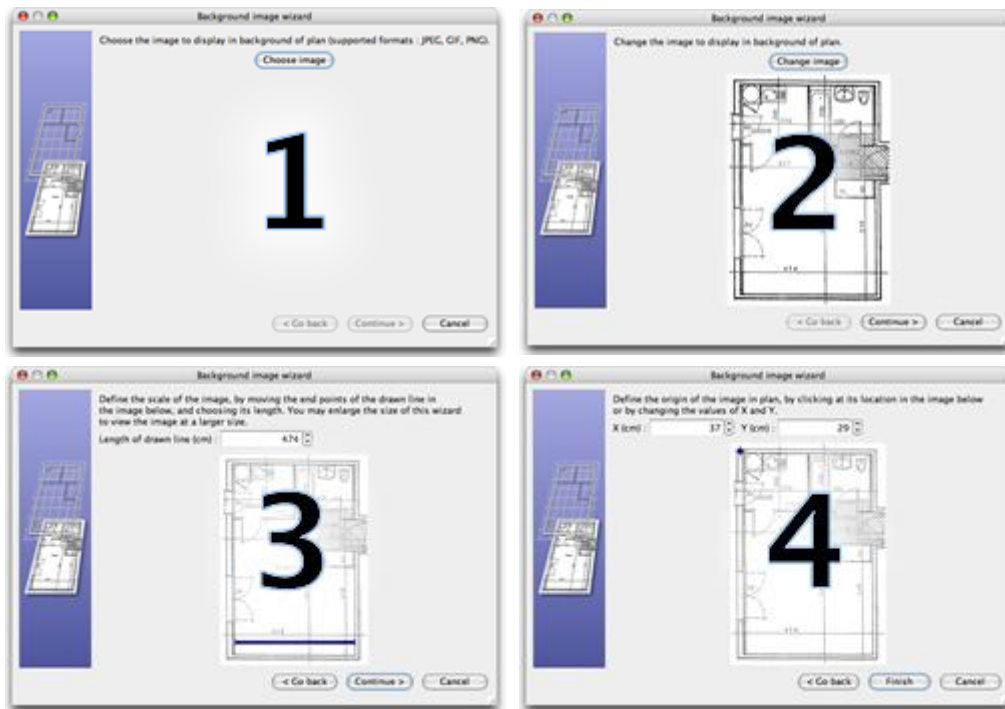 Background image wizard
Choose the image to display in background of plan (supported formats : JPEG, GIF, PNG).
Choose image
1
< Go back
Continue >
Cancel
Background image wizard
Change the image to display in background of plan.
Change image
2
< Go back
Continue >
Cancel
Background image wizard
Define the scale of the image, by moving the end points of the drawn line in
the image below, and choosing its length. You may enlarge the size of this wizard
to view the image at a larger size.
Length of drawn line (cm) : 474
3
< Go back
Continue >
Cancel
Background image wizard
Define the origin of the image in plan, by clicking at its location in the image below
or by changing the values of X and Y.
X (cm) : 37 Y (cm) : 29
4
< Go back
Finish
Cancel